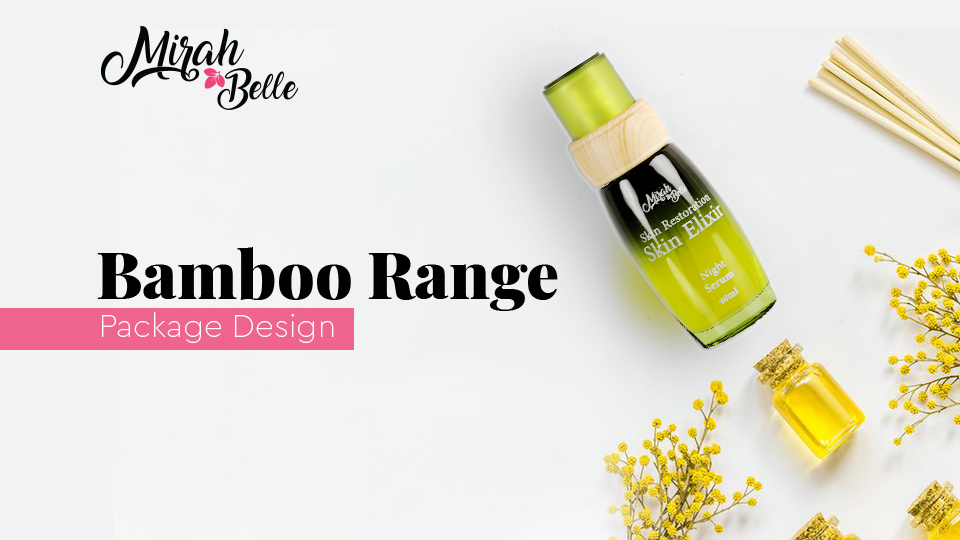 Mirah
Belle
Bamboo Range
Package Design
Mirah
Belle
Skin Restoration
Skin Elixir
Night
Serum
40ml